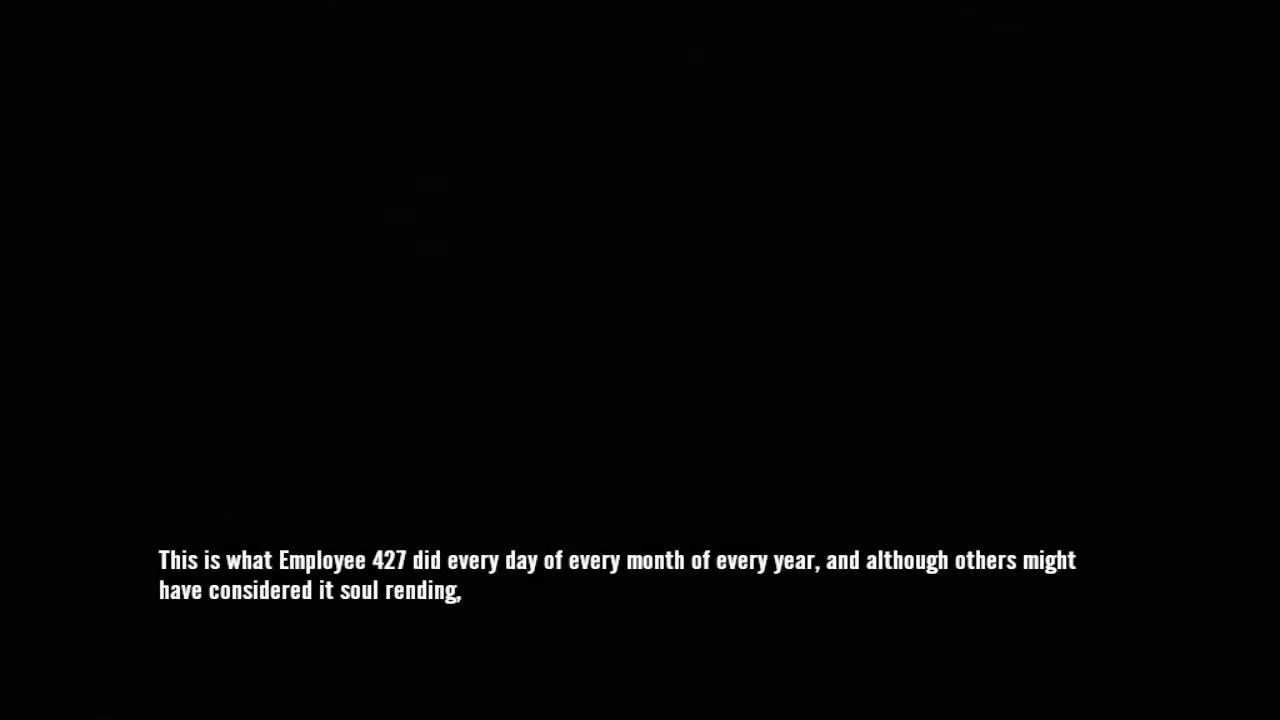 This is what Employee 427 did every day of every month of every year, and although others might
have considered it soul rending,